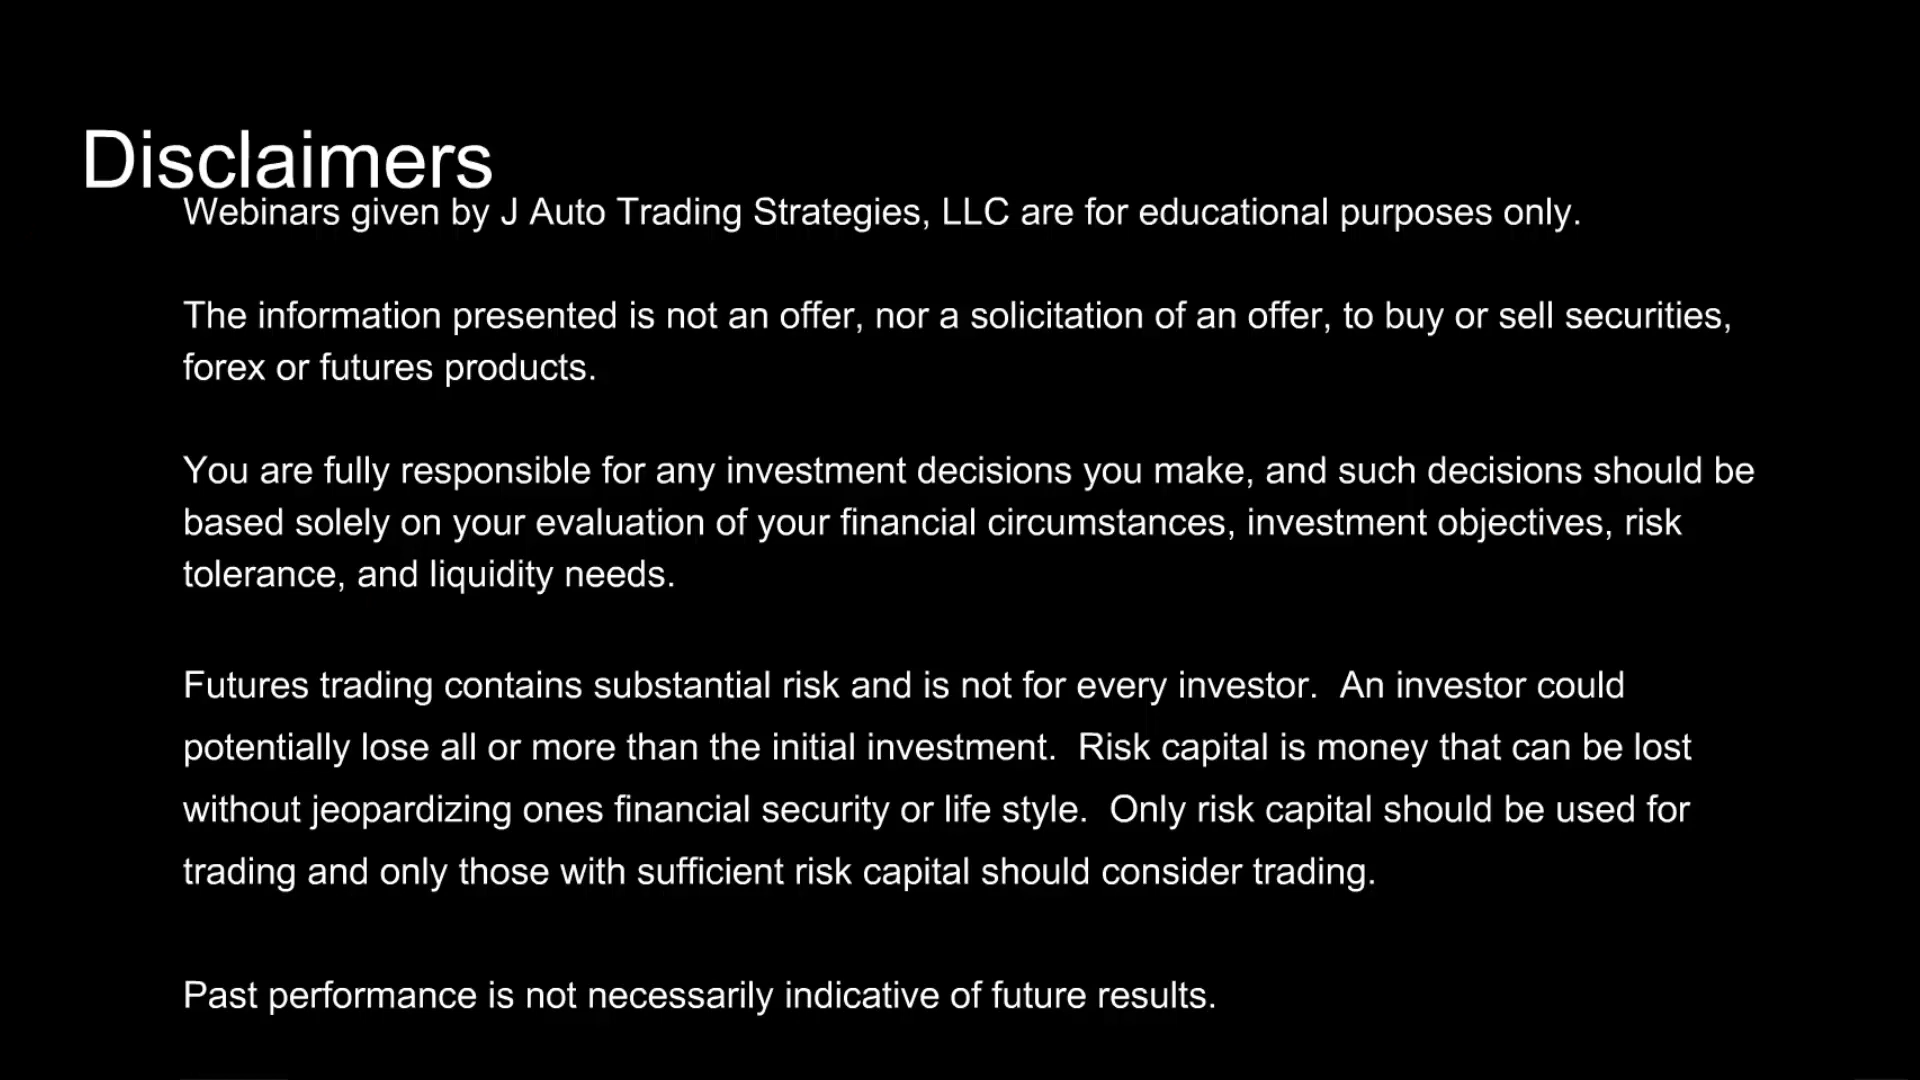 Disclaimers
Webinars given by J Auto Trading Strategies, LLC are for educational purposes only.
The information presented is not an offer, nor a solicitation of an offer, to buy or sell securities,
forex or futures products.
You are fully responsible for any investment decisions you make, and such decisions should be
based solely on your evaluation of your financial circumstances, investment objectives, risk
tolerance, and liquidity needs.
Futures trading contains substantial risk and is not for every investor.  An investor could
potentially lose all or more than the initial investment.  Risk capital is money that can be lost
without jeopardizing ones financial security or life style.  Only risk capital should be used for
trading and only those with sufficient risk capital should consider trading.
Past performance is not necessarily indicative of future results.